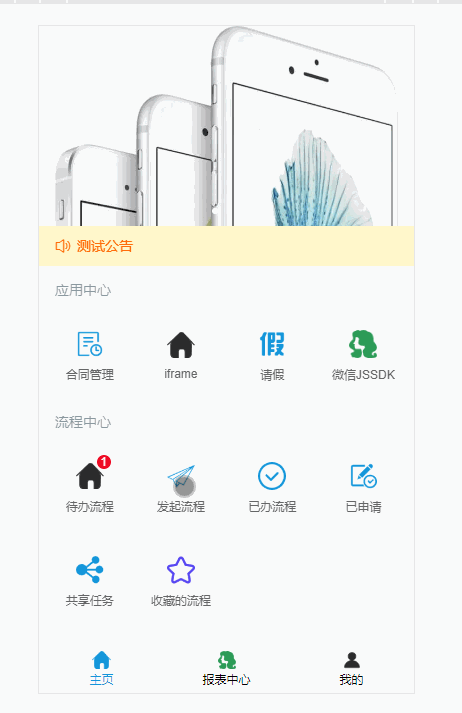 测试公告
应用中心
合同管理 iframe 请假 微信JSSDK
假
流程中心
1
待办流程 发起流程 已办流程 已申请
共享任务 收藏的流程
主页 报表中心 我的